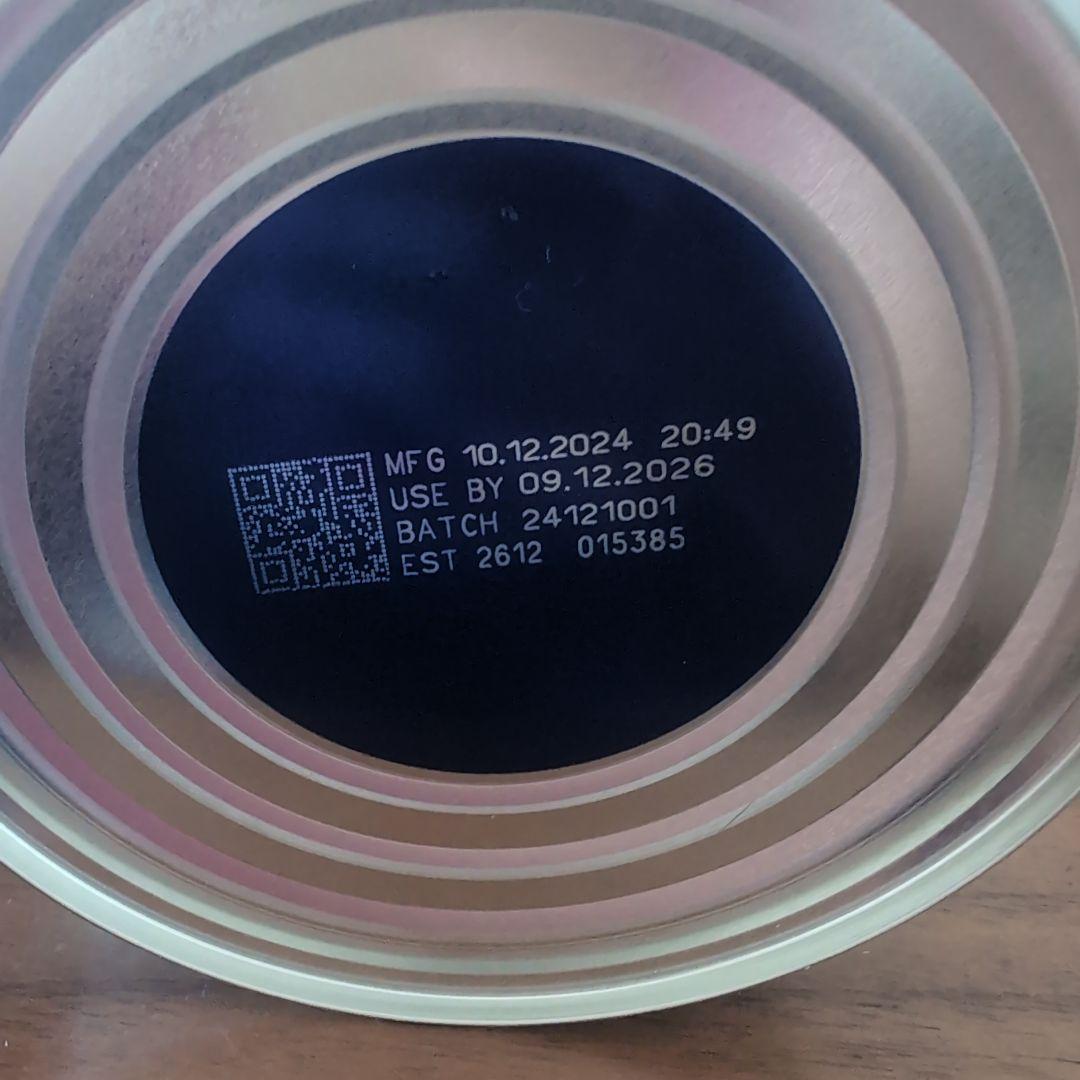 MFG 10.12.2024 20:49
USE BY 09.12.2026
BATCH 24121001
EST 2612 015385